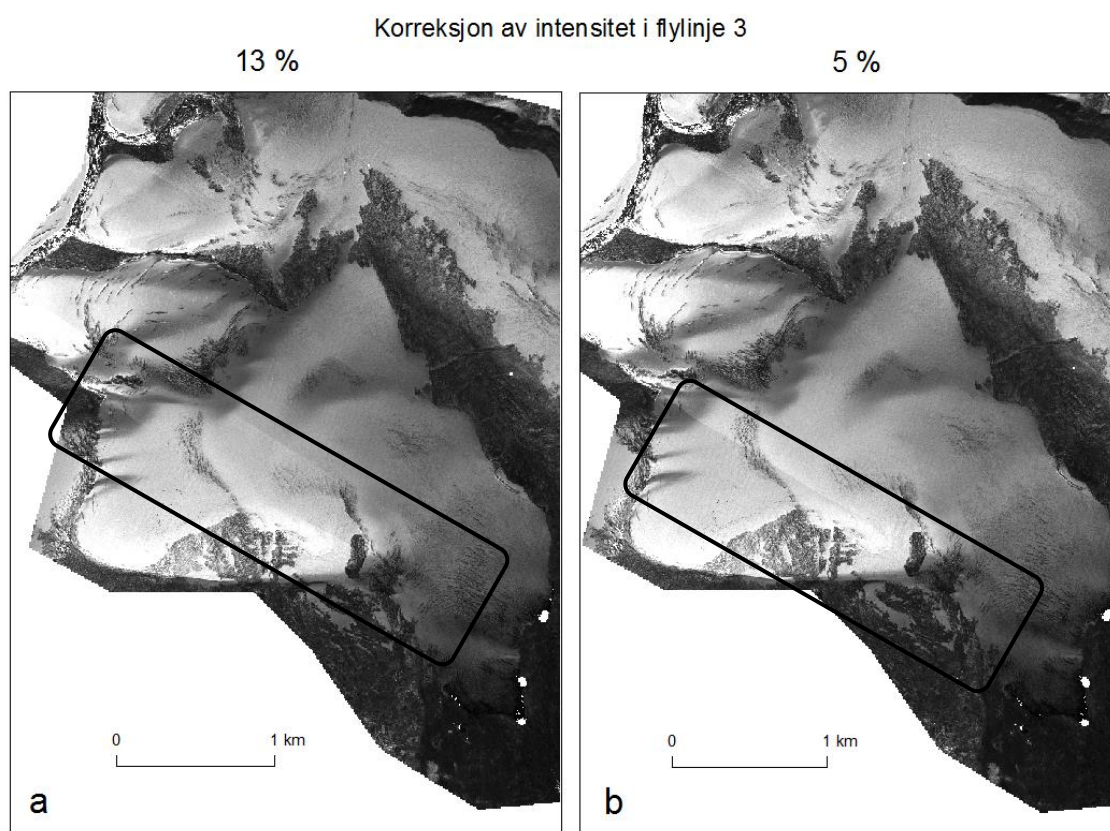 Korreksjon av intensitet i flylinje 3
13 %
5 %
0 1 km
a
0 1 km
b